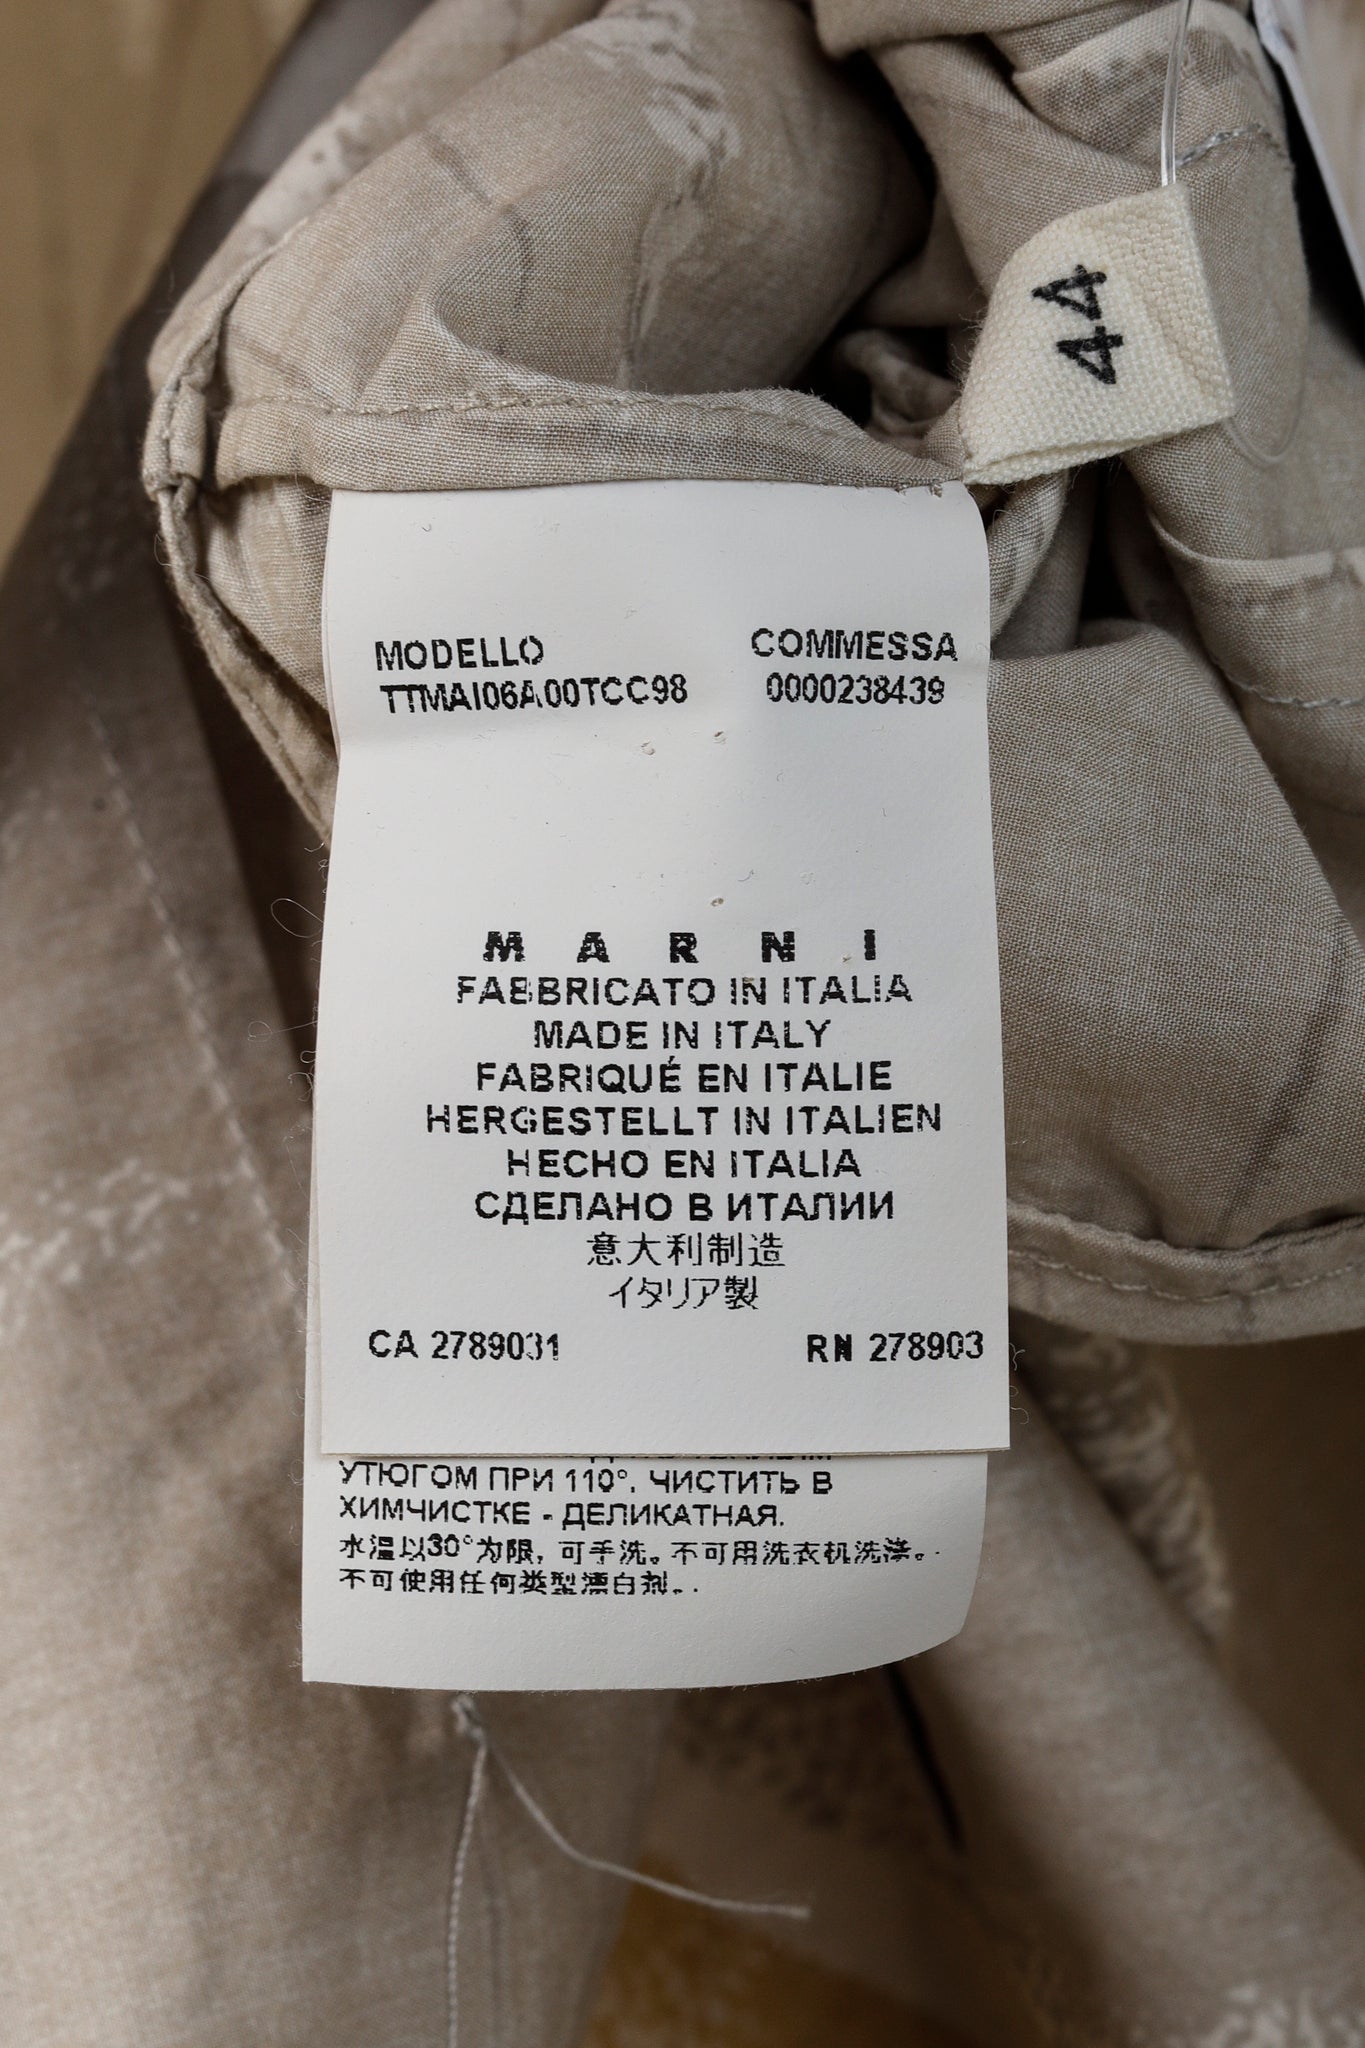 44
MODELLO COMMESSA
TTMAI06A00TCC98 0000238439
MARNI
FABBRICATO IN ITALIA
MADE IN ITALY
FABRIQUÉ EN ITALIE
HERGESTELLT IN ITALIEN
HECHO EN ITALIA
СДЕЛАНО В ИТАЛИИ
意大利制造
イタリア製
CA 2789031 RN 278903
УТЮГОМ ПРИ 110°. ЧИСТИТЬ В
ХИМЧИСТКЕ - ДЕЛИКАТНАЯ.
水温以30°为限, 可手洗。不可用洗衣机洗涤。.
不可使用任何类型漂白剂。.